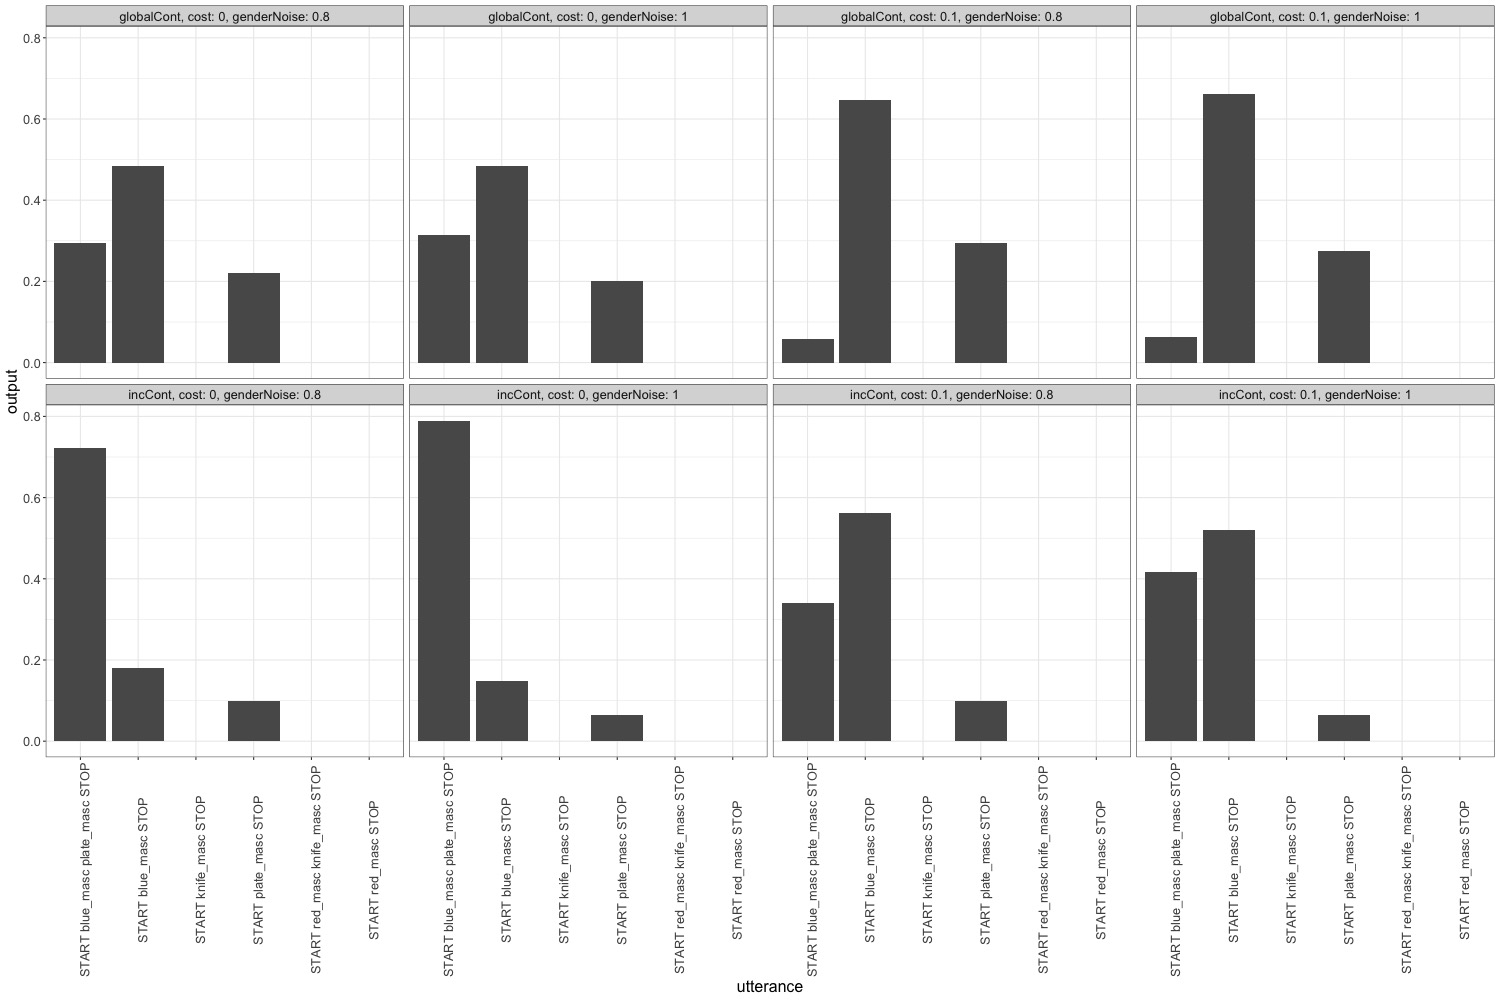 globalCont, cost: 0, genderNoise: 0.8
globalCont, cost: 0, genderNoise: 1
globalCont, cost: 0.1, genderNoise: 0.8
globalCont, cost: 0.1, genderNoise: 1
0.8
0.6
0.4
0.2
0.0
output
incCont, cost: 0, genderNoise: 0.8
incCont, cost: 0, genderNoise: 1
incCont, cost: 0.1, genderNoise: 0.8
incCont, cost: 0.1, genderNoise: 1
0.8
0.6
0.4
0.2
0.0
START blue_masc plate_masc STOP
START blue_masc STOP
START knife_masc STOP
START plate_masc STOP
START red_masc knife_masc STOP
START red_masc STOP
START blue_masc plate_masc STOP
START blue_masc STOP
START knife_masc STOP
START plate_masc STOP
START red_masc knife_masc STOP
START red_masc STOP
START blue_masc plate_masc STOP
START blue_masc STOP
START knife_masc STOP
START plate_masc STOP
START red_masc knife_masc STOP
START red_masc STOP
START blue_masc plate_masc STOP
START blue_masc STOP
START knife_masc STOP
START plate_masc STOP
START red_masc knife_masc STOP
START red_masc STOP
utterance